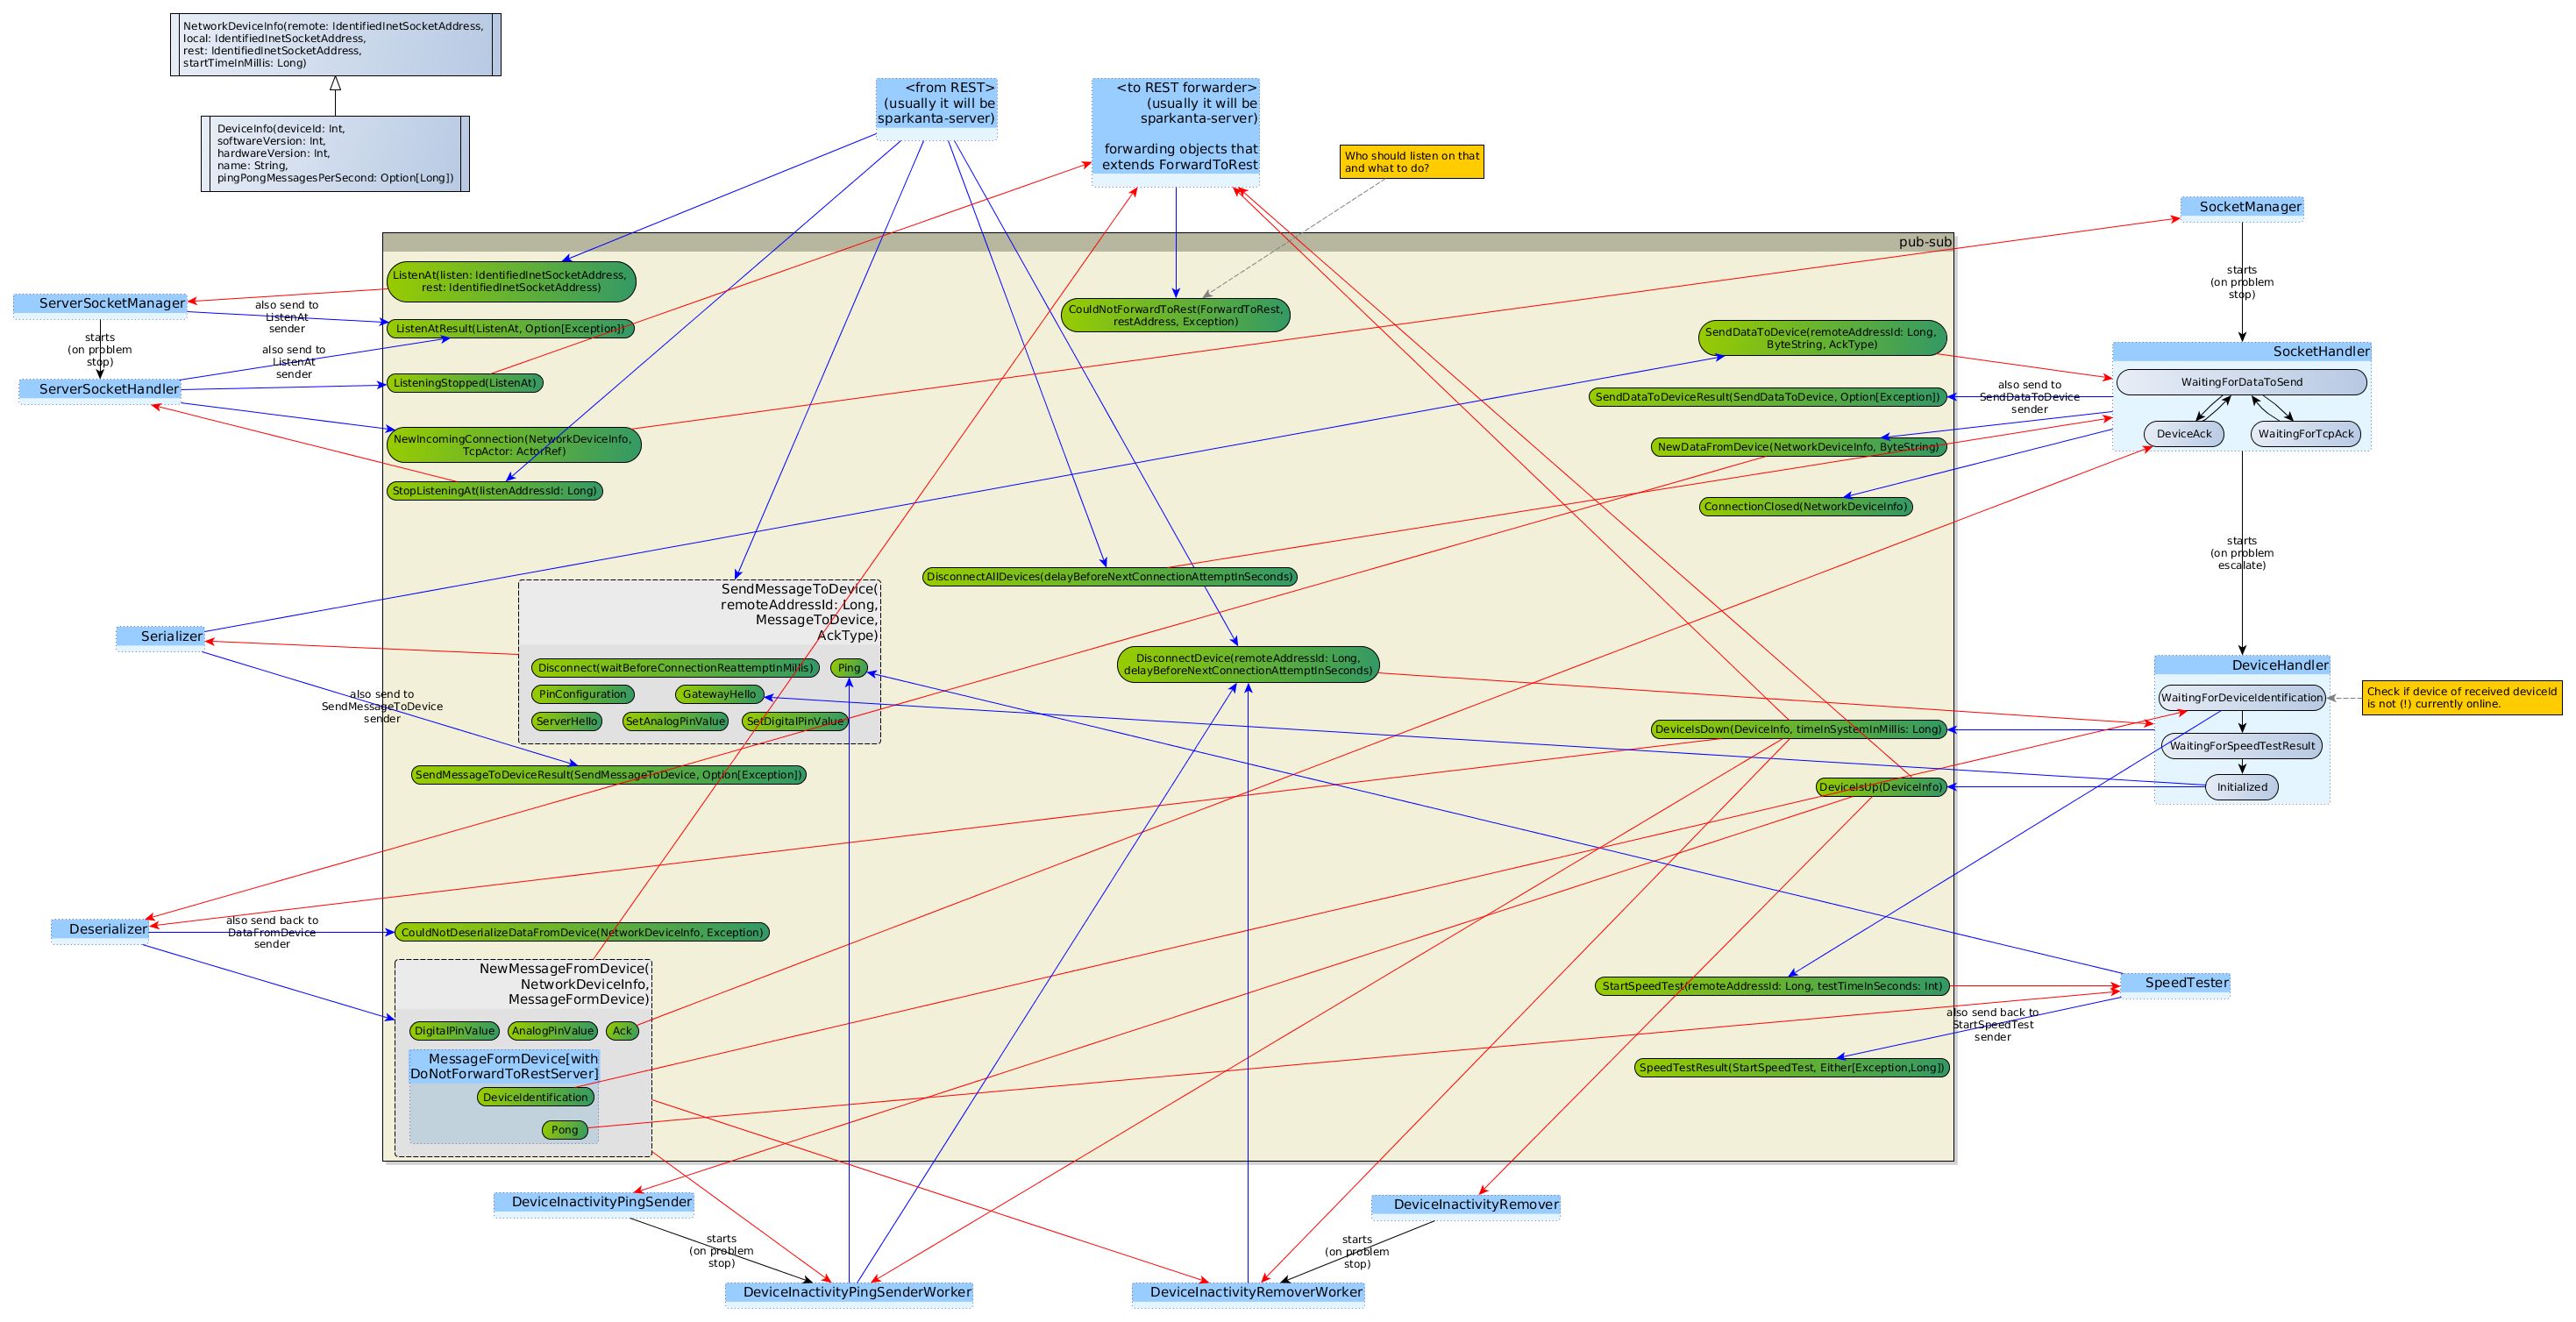 NetworkDeviceInfo(remote: IdentifiedInetSocketAddress,
local: IdentifiedInetSocketAddress,
rest: IdentifiedInetSocketAddress,
startTimeInMillis: Long)
DeviceInfo(deviceId: Int,
softwareVersion: Int,
hardwareVersion: Int,
name: String,
pingPongMessagesPerSecond: Option[Long])
<from REST>
(usually it will be
sparkanta-server)
<to REST forwarder>
(usually it will be
sparkanta-server)
forwarding objects that
extends ForwardToRest
Who should listen on that
and what to do?
SocketManager
starts
(on problem
stop)
pub-sub
ListenAt(listen: IdentifiedInetSocketAddress,
rest: IdentifiedInetSocketAddress)
ServerSocketManager
also send to
ListenAt
sender
ListenAtResult(ListenAt, Option[Exception])
starts
(on problem
stop)
also send to
ListenAt
sender
ServerSocketHandler
ListeningStopped(ListenAt)
NewIncomingConnection(NetworkDeviceInfo,
TcpActor: ActorRef)
StopListeningAt(listenAddressId: Long)
CouldNotForwardToRest(ForwardToRest,
restAddress, Exception)
SendDataToDevice(remoteAddressId: Long,
ByteString, AckType)
SendDataToDeviceResult(SendDataToDevice, Option[Exception])
also send to
SendDataToDevice
sender
NewDataFromDevice(NetworkDeviceInfo, ByteString)
ConnectionClosed(NetworkDeviceInfo)
SocketHandler
WaitingForDataToSend
DeviceAck
WaitingForTcpAck
starts
(on problem
escalate)
DisconnectAllDevices(delayBeforeNextConnectionAttemptInSeconds)
SendMessageToDevice(
remoteAddressId: Long,
MessageToDevice,
AckType)
Disconnect(waitBeforeConnectionReattemptInMillis)
Ping
PinConfiguration
GatewayHello
ServerHello
SetAnalogPinValue
SetDigitalPinValue
Serializer
also send to
SendMessageToDevice
sender
SendMessageToDeviceResult(SendMessageToDevice, Option[Exception])
DisconnectDevice(remoteAddressId: Long,
delayBeforeNextConnectionAttemptInSeconds)
DeviceIsDown(DeviceInfo, timeInSystemInMillis: Long)
DeviceIsUp(DeviceInfo)
DeviceHandler
WaitingForDeviceIdentification
WaitingForSpeedTestResult
Initialized
Check if device of received deviceId
is not (!) currently online.
Deserializer
also send back to
DataFromDevice
sender
CouldNotDeserializeDataFromDevice(NetworkDeviceInfo, Exception)
NewMessageFromDevice(
NetworkDeviceInfo,
MessageFormDevice)
DigitalPinValue
AnalogPinValue
Ack
MessageFormDevice[with
DoNotForwardToRestServer]
DeviceIdentification
Pong
StartSpeedTest(remoteAddressId: Long, testTimeInSeconds: Int)
SpeedTester
also send back to
StartSpeedTest
sender
SpeedTestResult(StartSpeedTest, Either[Exception,Long])
DeviceInactivityPingSender
starts
(on problem
stop)
DeviceInactivityPingSenderWorker
DeviceInactivityRemover
starts
(on problem
stop)
DeviceInactivityRemoverWorker